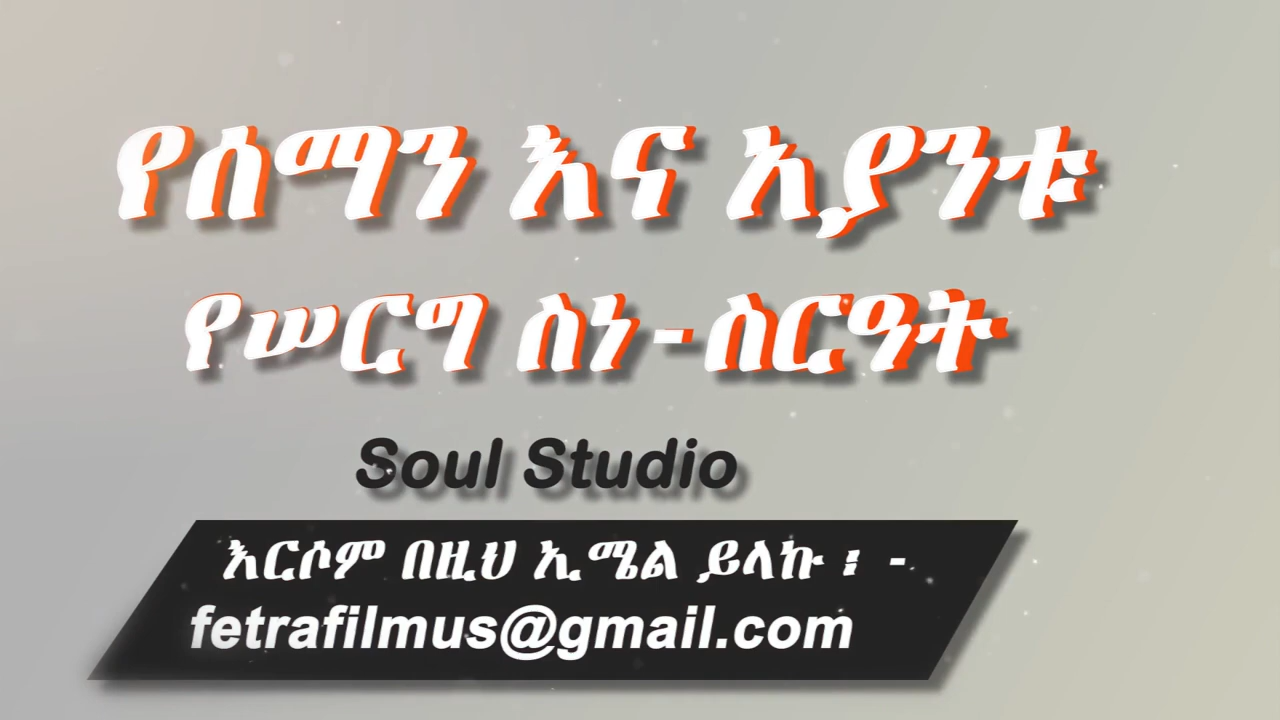 የሰማን እና አያንቱ
የሠርግ ስነ-ስርዓት
Soul Studio
እርሶም በዚህ ኢሜል ይላኩ ፤ -
fetrafilmus@gmail.com